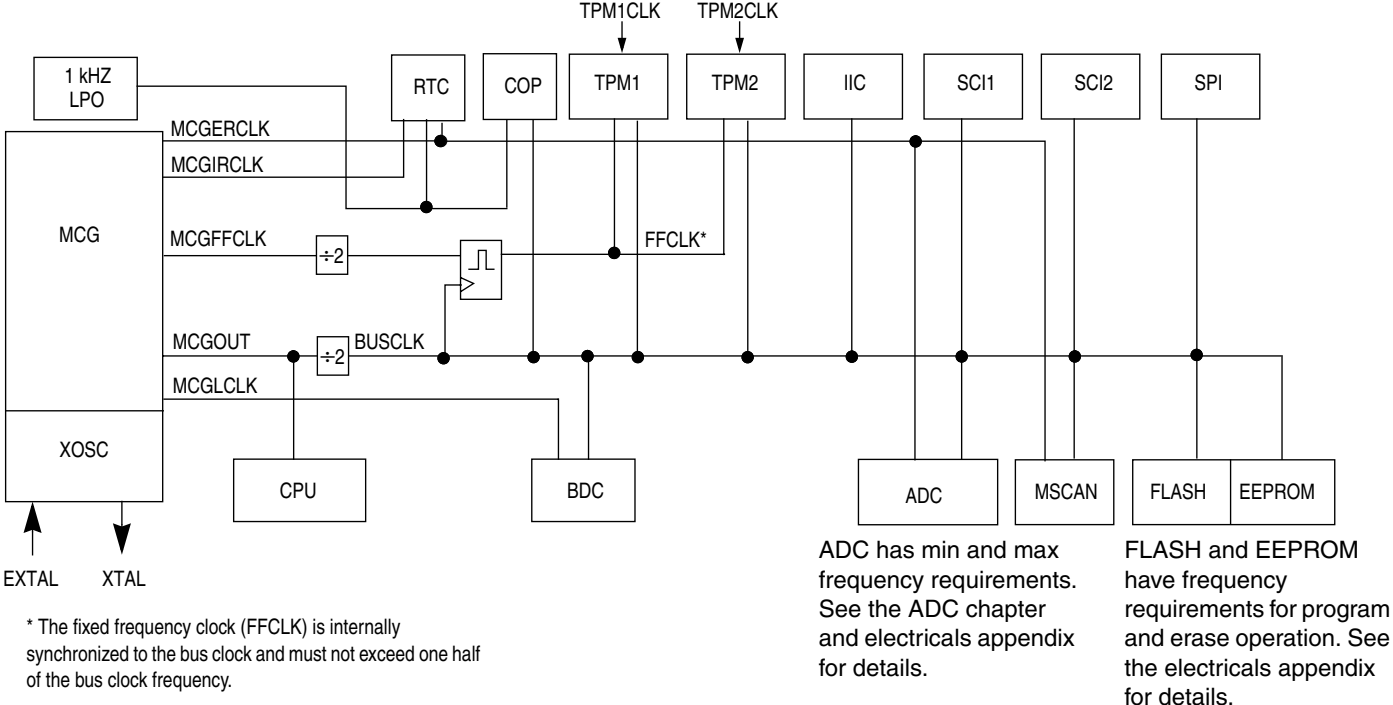 TPM1CLK
TPM2CLK
1 kHZ
LPO
RTC
COP
TPM1
TPM2
IIC
SCI1
SCI2
SPI
MCGERCLK
MCGIRCLK
MCG
MCGFFCLK
÷2
FFCLK*
MCGOUT
÷2
BUSCLK
MCGLCLK
XOSC
CPU
BDC
ADC
MSCAN
FLASH
EEPROM
EXTAL
XTAL
ADC has min and max
frequency requirements.
See the ADC chapter
and electricals appendix
for details.
FLASH and EEPROM
have frequency
requirements for program
and erase operation. See
the electricals appendix
for details.
* The fixed frequency clock (FFCLK) is internally
synchronized to the bus clock and must not exceed one half
of the bus clock frequency.